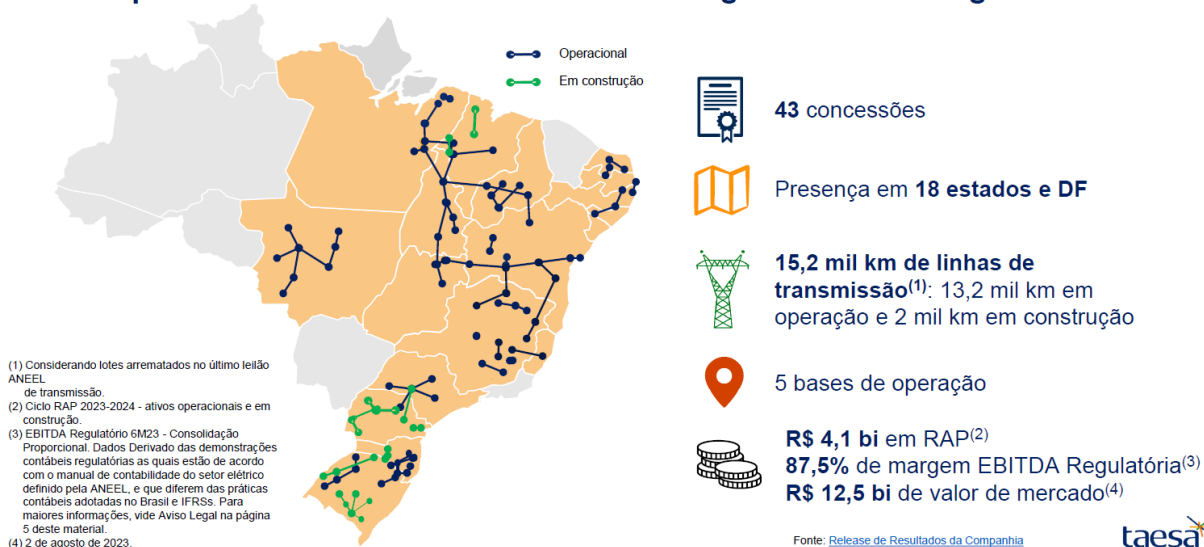 Operacional
Em construção
43 concessões
Presença em 18 estados e DF
15,2 mil km de linhas de
transmissão(1): 13,2 mil km em
operação e 2 mil km em construção
5 bases de operação
R$ 4,1 bi em RAP(2)
87,5% de margem EBITDA Regulatória(3)
R$ 12,5 bi de valor de mercado(4)
(1) Considerando lotes arrematados no último leilão
ANEEL
de transmissão.
(2) Ciclo RAP 2023-2024 - ativos operacionais e em
construção.
(3) EBITDA Regulatório 6M23 - Consolidação
Proporcional. Dados Derivado das demonstrações
contábeis regulatórias as quais estão de acordo
com o manual de contabilidade do setor elétrico
definido pela ANEEL, e que diferem das práticas
contábeis adotadas no Brasil e IFRSs. Para
maiores informações, vide Aviso Legal na página
5 deste material.
(4) 2 de agosto de 2023.
Fonte: Release de Resultados da Companhia
taesa